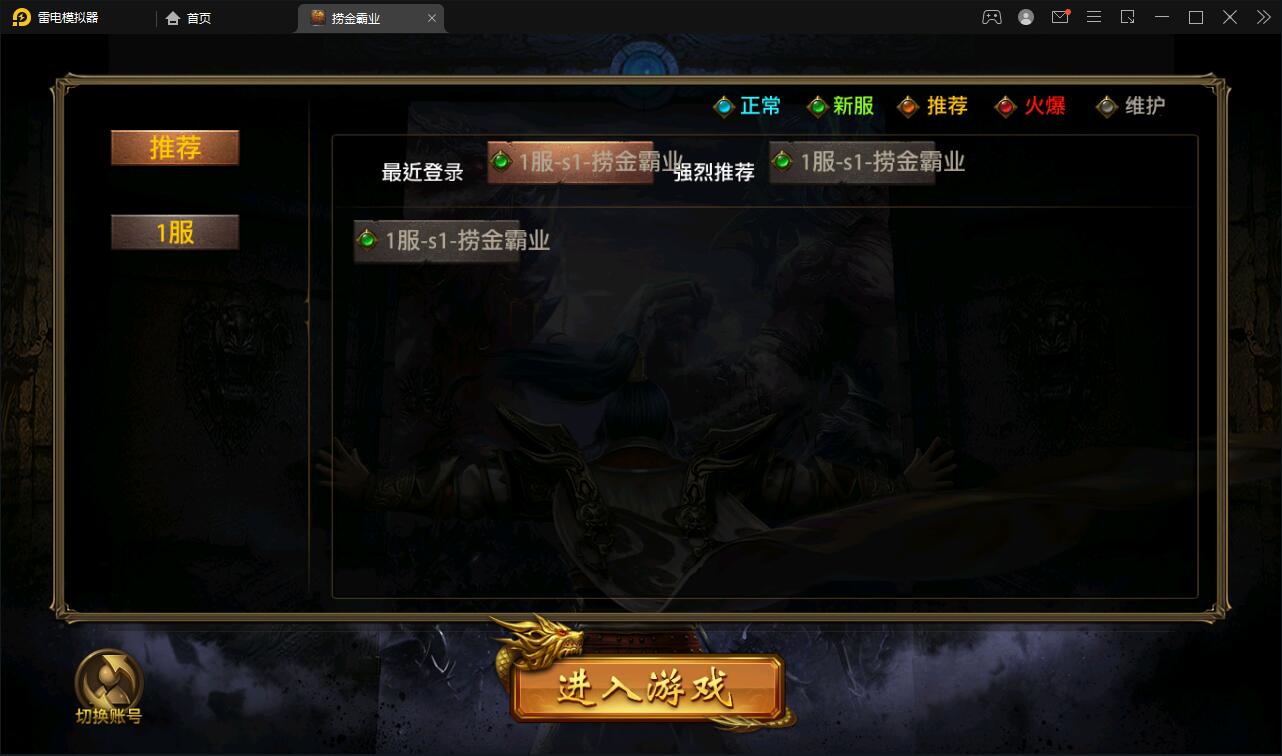 雷电模拟器
首页
捞金霸业
正常
新服
推荐
火爆
维护
推荐
1服
最近登录
1服-s1-捞金霸业
强烈推荐
1服-s1-捞金霸业
1服-s1-捞金霸业
进入游戏
切换账号